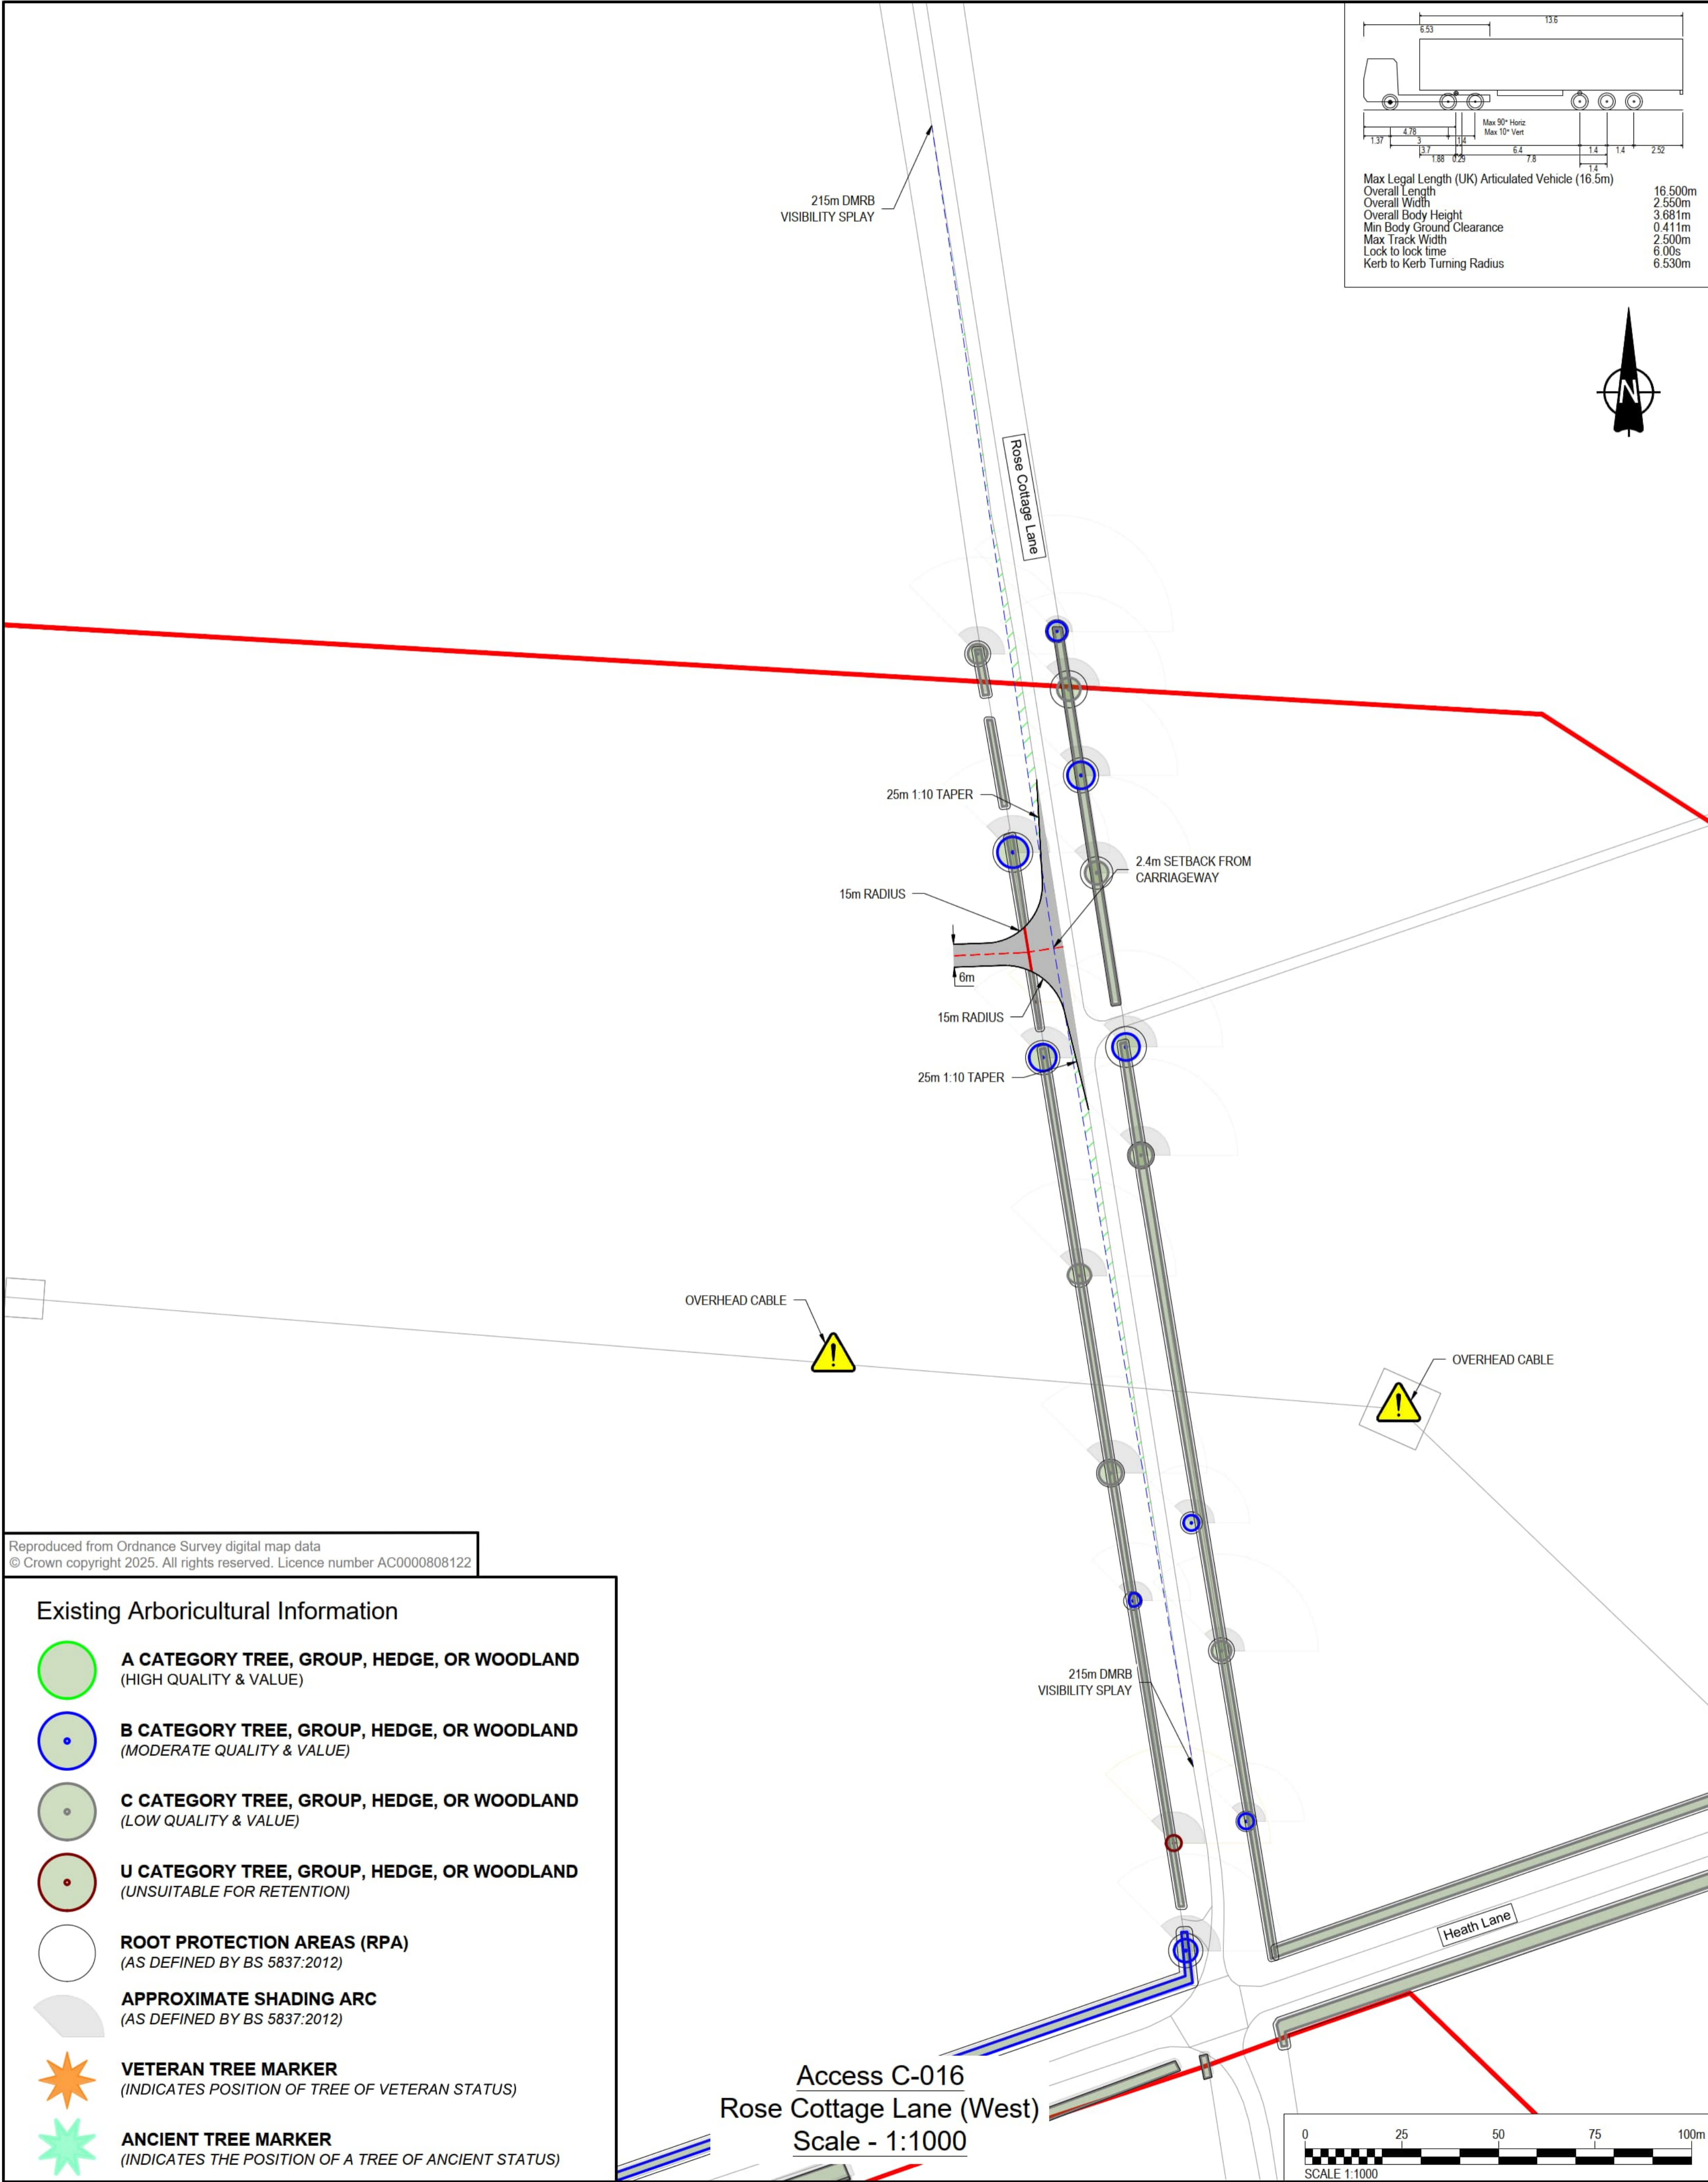 13.6
6.53
Max 90° Horiz
Max 10° Vert
4.78
1.37
3
1.4
3.7
6.4
1.4
1.4
2.52
1.88
0.29
7.8
1.4
Max Legal Length (UK) Articulated Vehicle (16.5m)
Overall Length 16.500m
Overall Width 2.550m
Overall Body Height 3.681m
Min Body Ground Clearance 0.411m
Max Track Width 2.500m
Lock to lock time 6.00s
Kerb to Kerb Turning Radius 6.530m
N
215m DMRB
VISIBILITY SPLAY
Rose Cottage Lane
25m 1:10 TAPER
2.4m SETBACK FROM
CARRIAGEWAY
15m RADIUS
6m
15m RADIUS
25m 1:10 TAPER
OVERHEAD CABLE
OVERHEAD CABLE
215m DMRB
VISIBILITY SPLAY
Heath Lane
Reproduced from Ordnance Survey digital map data
© Crown copyright 2025. All rights reserved. Licence number AC0000808122
Existing Arboricultural Information
A CATEGORY TREE, GROUP, HEDGE, OR WOODLAND
(HIGH QUALITY & VALUE)
B CATEGORY TREE, GROUP, HEDGE, OR WOODLAND
(MODERATE QUALITY & VALUE)
C CATEGORY TREE, GROUP, HEDGE, OR WOODLAND
(LOW QUALITY & VALUE)
U CATEGORY TREE, GROUP, HEDGE, OR WOODLAND
(UNSUITABLE FOR RETENTION)
ROOT PROTECTION AREAS (RPA)
(AS DEFINED BY BS 5837:2012)
APPROXIMATE SHADING ARC
(AS DEFINED BY BS 5837:2012)
VETERAN TREE MARKER
(INDICATES POSITION OF TREE OF VETERAN STATUS)
ANCIENT TREE MARKER
(INDICATES THE POSITION OF A TREE OF ANCIENT STATUS)
Access C-016
Rose Cottage Lane (West)
Scale - 1:1000
0 25 50 75 100m
SCALE 1:1000